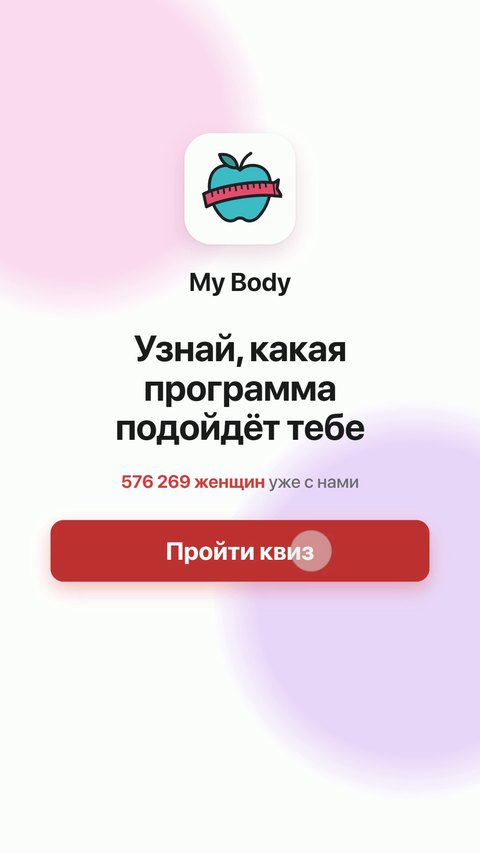 My Body
Узнай, какая
программа
подойдёт тебе
576 269 женщин уже с нами
Пройти квиз